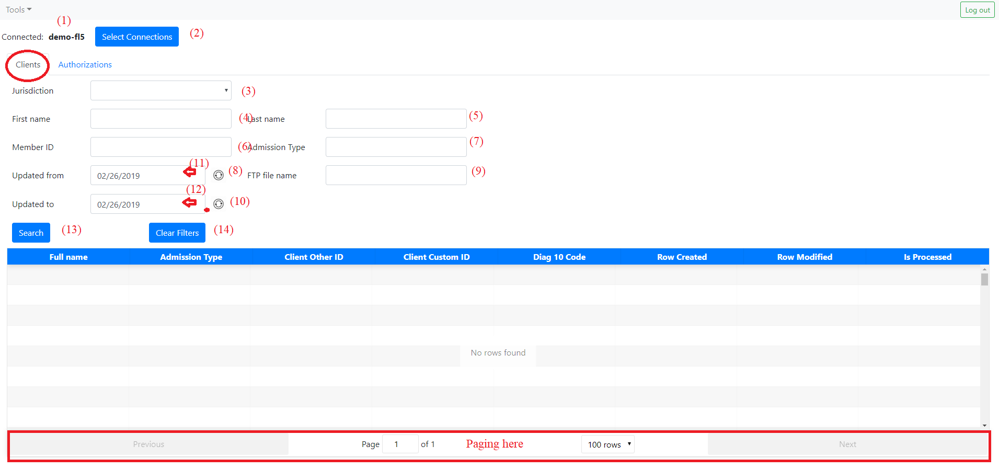 Tools Log out
(1)
Connected: demo-fl5 Select Connections (2)
Clients Authorizations
Jurisdiction (3)
First name (4) Last name (5)
Member ID (6) Admission Type (7)
(11)
Updated from 02/26/2019 (8) FTP file name (9)
(12)
Updated to 02/26/2019 (10)
Search (13) Clear Filters (14)
Full name Admission Type Client Other ID Client Custom ID Diag 10 Code Row Created Row Modified Is Processed
No rows found
Previous Page 1 of 1 Paging here 100 rows Next